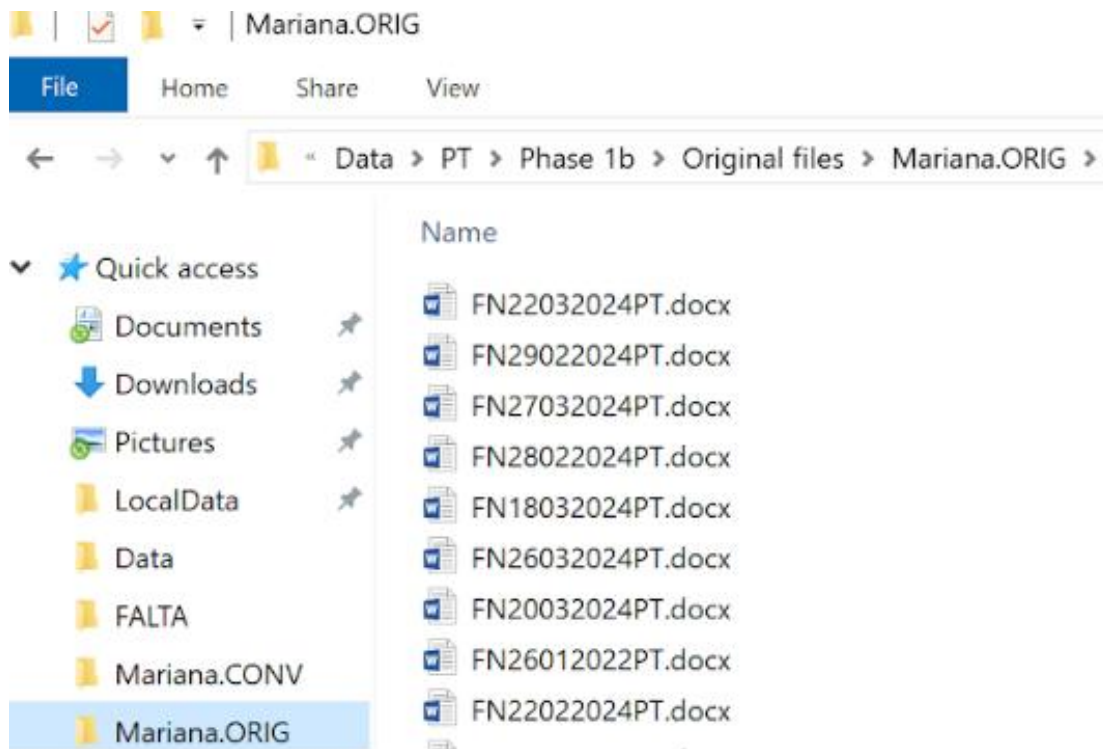 Mariana.ORIG
File Home Share View
« Data > PT > Phase 1b > Original files > Mariana.ORIG >
Name
Quick access
Documents
Downloads
Pictures
LocalData
Data
FALTA
Mariana.CONV
Mariana.ORIG
FN22032024PT.docx
FN29022024PT.docx
FN27032024PT.docx
FN28022024PT.docx
FN18032024PT.docx
FN26032024PT.docx
FN20032024PT.docx
FN26012022PT.docx
FN22022024PT.docx